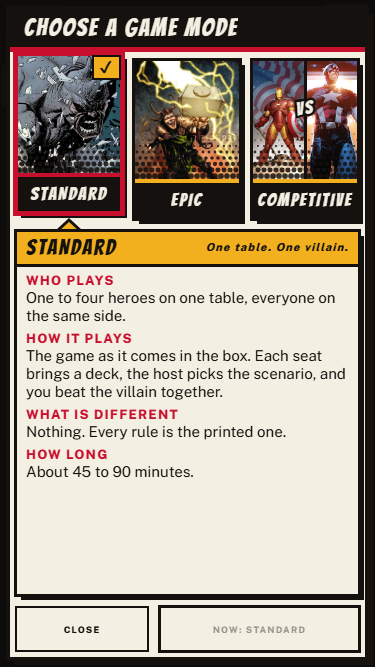 CHOOSE A GAME MODE
STANDARD
EPIC
VS
COMPETITIVE
STANDARD
One table. One villain.
WHO PLAYS
One to four heroes on one table, everyone on
the same side.
HOW IT PLAYS
The game as it comes in the box. Each seat
brings a deck, the host picks the scenario, and
you beat the villain together.
WHAT IS DIFFERENT
Nothing. Every rule is the printed one.
HOW LONG
About 45 to 90 minutes.
CLOSE
NOW: STANDARD